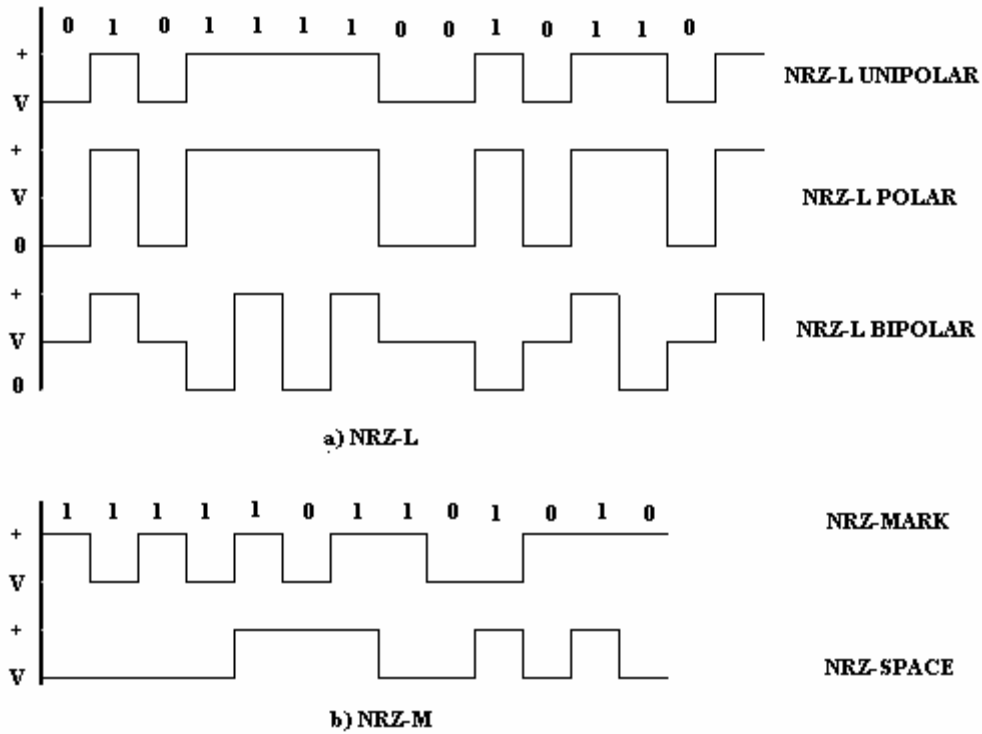 0 1 0 1 1 1 1 0 0 1 0 1 1 0
+
V
NRZ-L UNIPOLAR
+
V
0
NRZ-L POLAR
+
V
0
NRZ-L BIPOLAR
a) NRZ-L
1 1 1 1 1 0 1 1 0 1 0 1 0
+
V
NRZ-MARK
+
V
NRZ-SPACE
b) NRZ-M